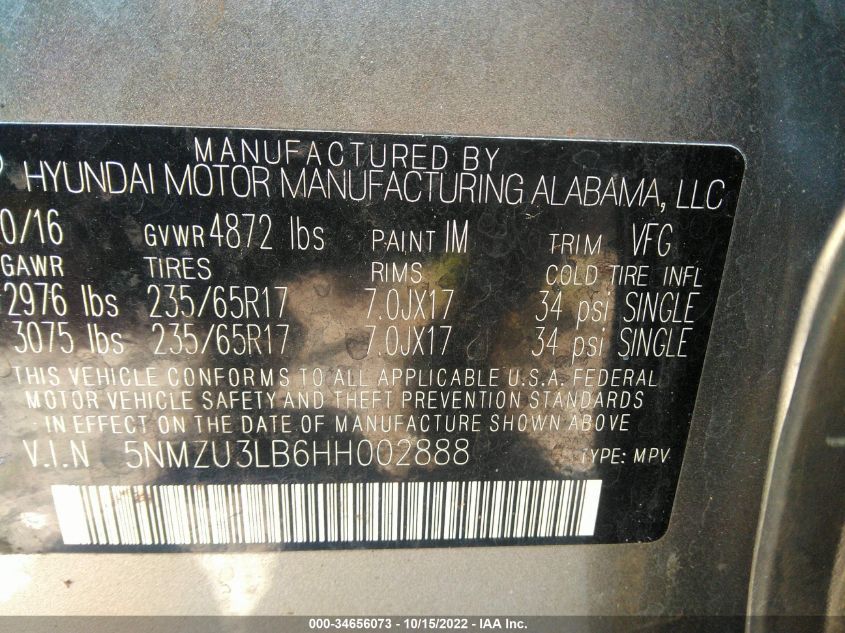 MANUFACTURED BY
HYUNDAI MOTOR MANUFACTURING ALABAMA, LLC
0/16 GVWR 4872 lbs PAINT IM TRIM VFG
GAWR TIRES RIMS COLD TIRE INFL
2976 lbs 235/65R17 7.0JX17 34 psi SINGLE
3075 lbs 235/65R17 7.0JX17 34 psi SINGLE
THIS VEHICLE CONFORMS TO ALL APPLICABLE U.S.A. FEDERAL
MOTOR VEHICLE SAFETY AND THEFT PREVENTION STANDARDS
IN EFFECT ON THE DATE OF MANUFACTURE SHOWN ABOVE
V.I.N 5NMZU3LB6HH002888 TYPE: MPV
000-34656073 - 10/15/2022 - IAA Inc.